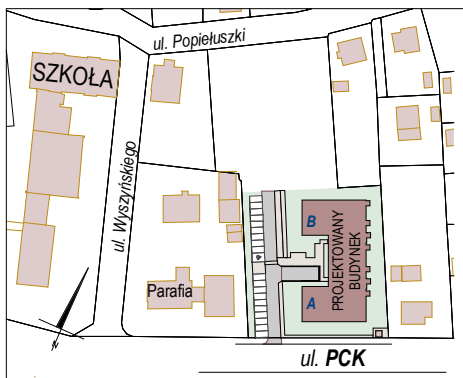 ul. Popiełuszki
SZKOŁA
ul. Wyszyńskiego
B
PROJEKTOWANY
BUDYNEK
Parafia
A
N
ul. PCK